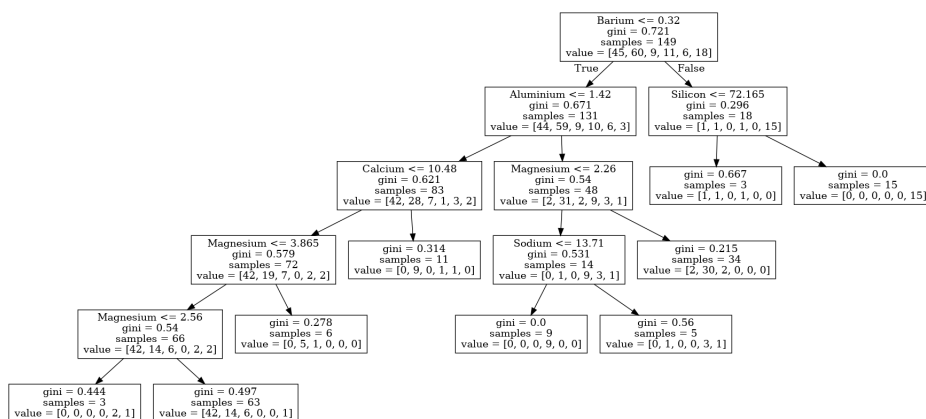 Barium <= 0.32
gini = 0.721
samples = 149
value = [45, 60, 9, 11, 6, 18]
True
False
Aluminium <= 1.42
gini = 0.671
samples = 131
value = [44, 59, 9, 10, 6, 3]
Silicon <= 72.165
gini = 0.296
samples = 18
value = [1, 1, 0, 1, 0, 15]
Calcium <= 10.48
gini = 0.621
samples = 83
value = [42, 28, 7, 1, 3, 2]
Magnesium <= 2.26
gini = 0.54
samples = 48
value = [2, 31, 2, 9, 3, 1]
gini = 0.667
samples = 3
value = [1, 1, 0, 1, 0, 0]
gini = 0.0
samples = 15
value = [0, 0, 0, 0, 0, 15]
Magnesium <= 3.865
gini = 0.579
samples = 72
value = [42, 19, 7, 0, 2, 2]
gini = 0.314
samples = 11
value = [0, 9, 0, 1, 1, 0]
Sodium <= 13.71
gini = 0.531
samples = 14
value = [0, 1, 0, 9, 3, 1]
gini = 0.215
samples = 34
value = [2, 30, 2, 0, 0, 0]
Magnesium <= 2.56
gini = 0.54
samples = 66
value = [42, 14, 6, 0, 2, 2]
gini = 0.278
samples = 6
value = [0, 5, 1, 0, 0, 0]
gini = 0.0
samples = 9
value = [0, 0, 0, 9, 0, 0]
gini = 0.56
samples = 5
value = [0, 1, 0, 0, 3, 1]
gini = 0.444
samples = 3
value = [0, 0, 0, 0, 2, 1]
gini = 0.497
samples = 63
value = [42, 14, 6, 0, 0, 1]